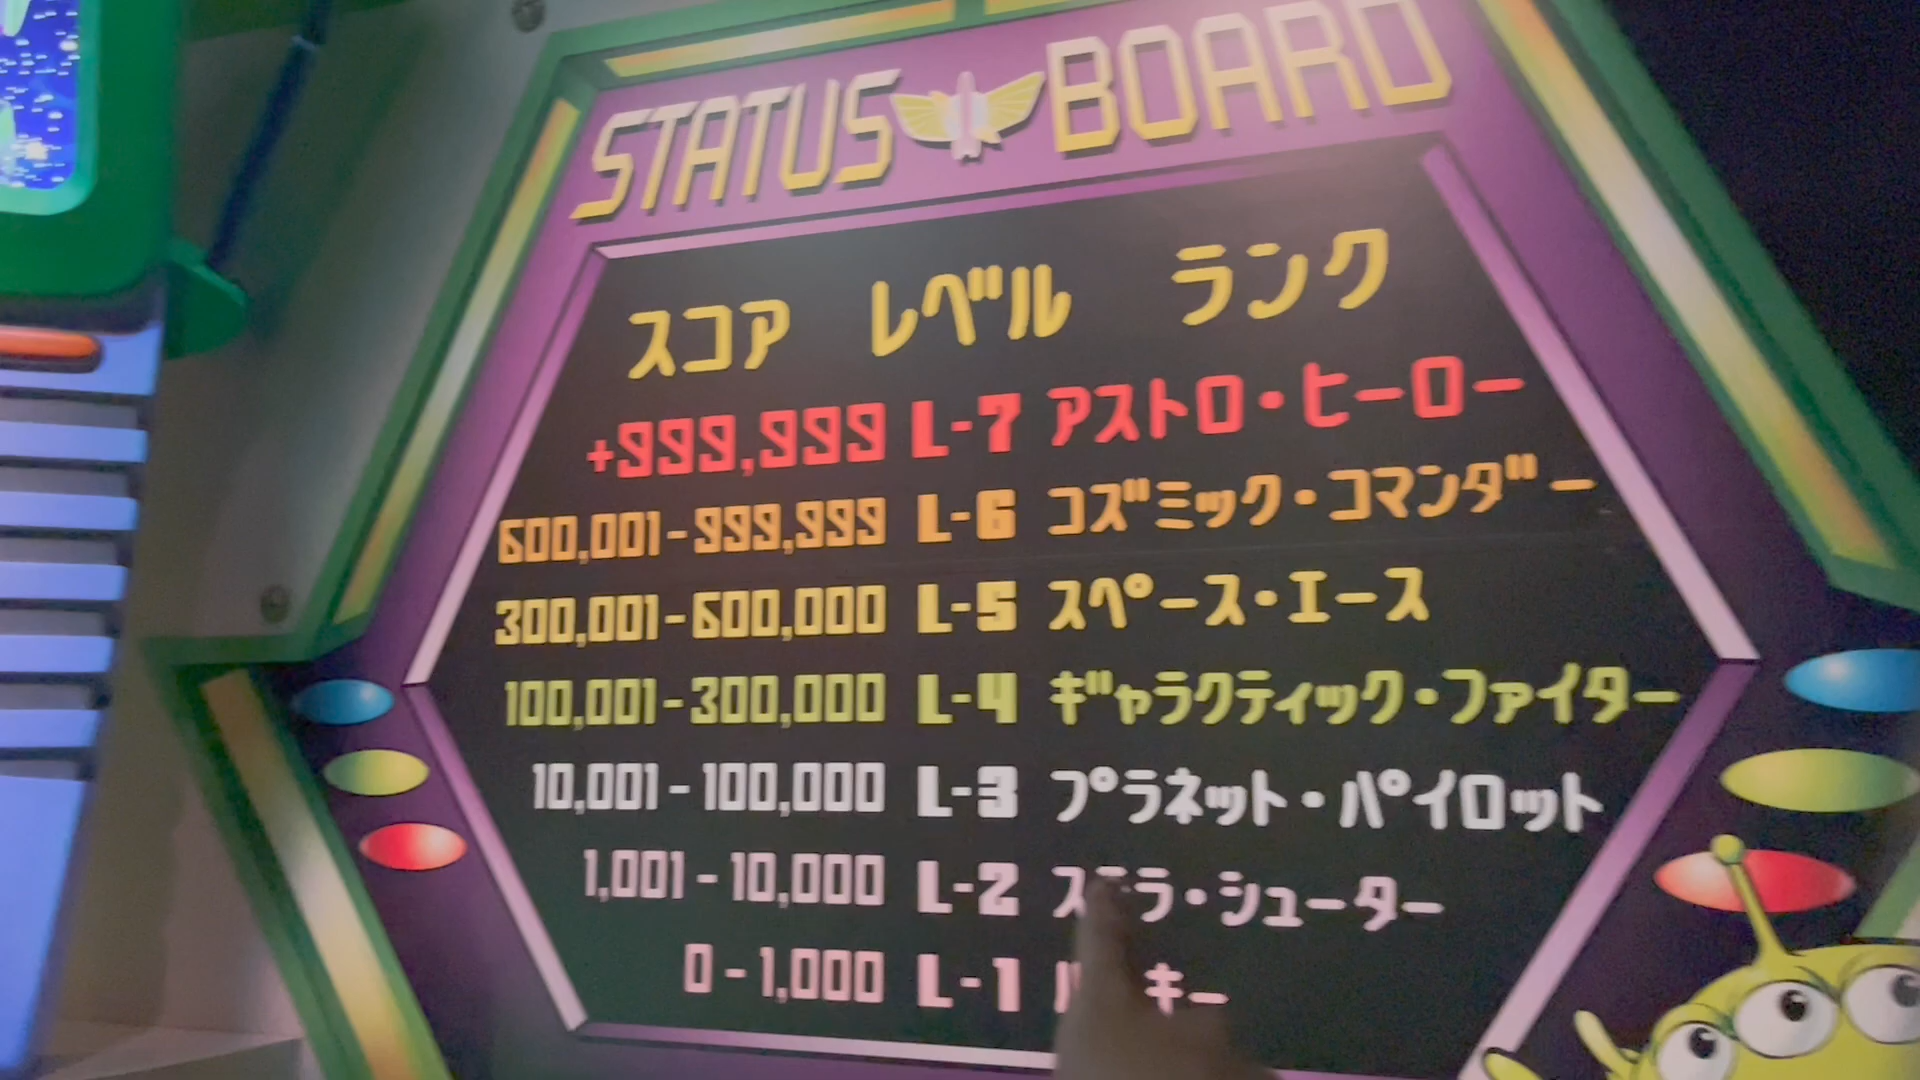 STATUS BOARD
スコア レベル ランク
+999,999 L-7 アストロ・ヒーロー
600,001-999,999 L-6 コズミック・コマンダー
300,001-600,000 L-5 スペース・エース
100,001-300,000 L-4 ギャラクティック・ファイター
10,001-100,000 L-3 プラネット・パイロット
1,001-10,000 L-2 ステラ・シューター
0-1,000 L-1